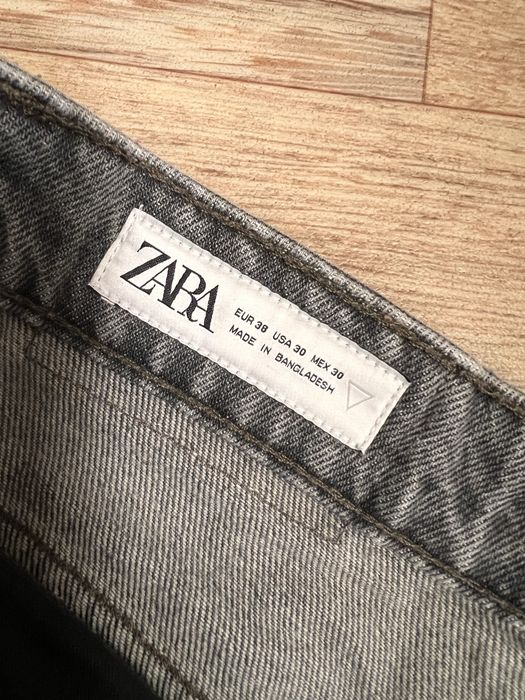 ZARA
EUR 38 USA 30 MEX 30
MADE IN BANGLADESH